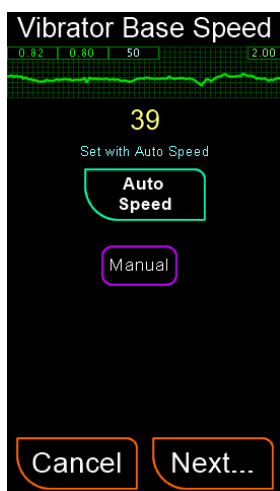 Vibrator Base Speed
0.82 0.80 50 2.00
39
Set with Auto Speed
Auto
Speed
Manual
Cancel Next...